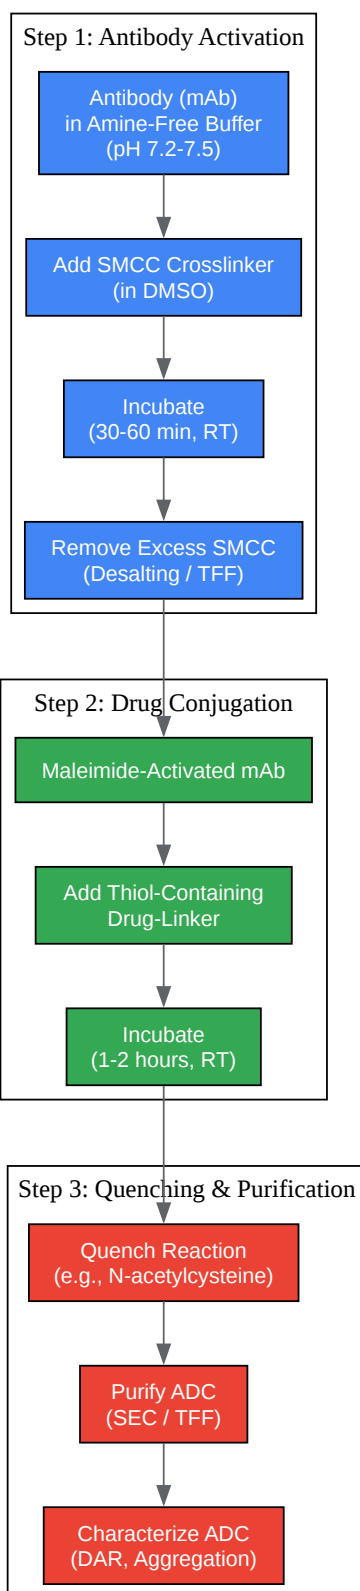 Step 1: Antibody Activation
Antibody (mAb)
in Amine-Free Buffer
(pH 7.2-7.5)
Add SMCC Crosslinker
(in DMSO)
Incubate
(30-60 min, RT)
Remove Excess SMCC
(Desalting / TFF)
Step 2: Drug Conjugation
Maleimide-Activated mAb
Add Thiol-Containing
Drug-Linker
Incubate
(1-2 hours, RT)
Step 3: Quenching & Purification
Quench Reaction
(e.g., N-acetylcysteine)
Purify ADC
(SEC / TFF)
Characterize ADC
(DAR, Aggregation)